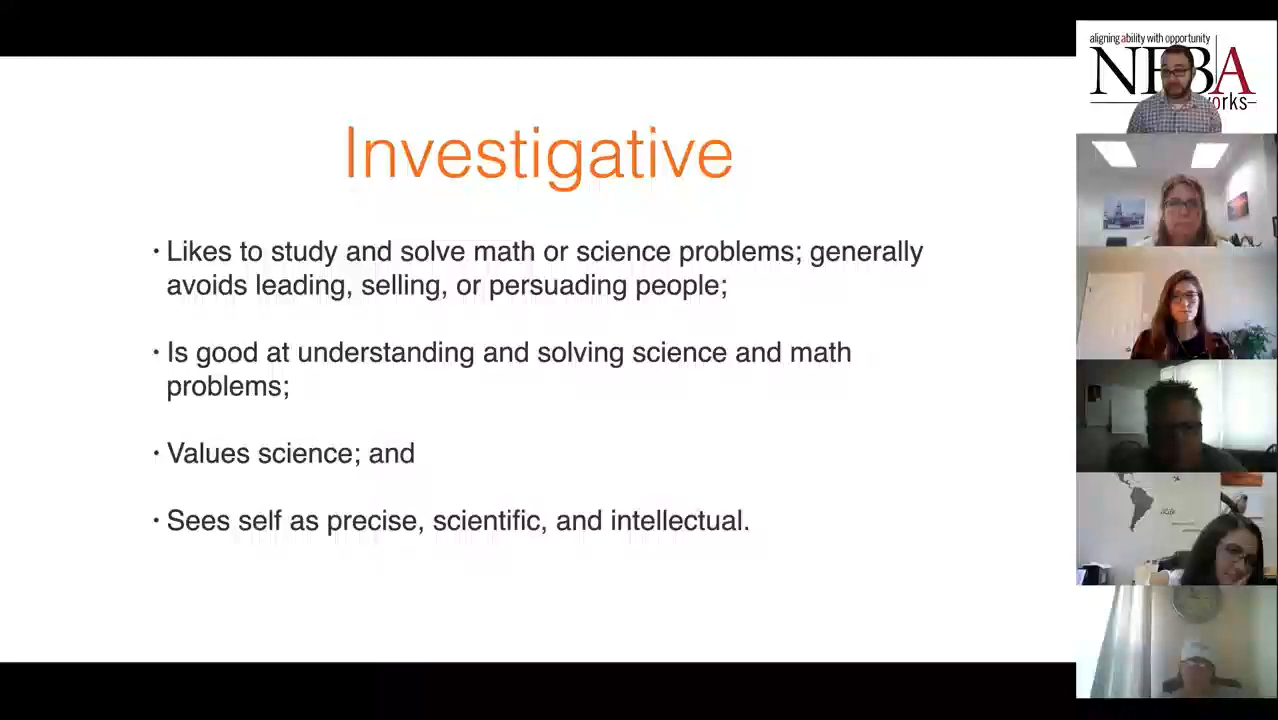 Investigative
• Likes to study and solve math or science problems; generally
avoids leading, selling, or persuading people;
• Is good at understanding and solving science and math
problems;
• Values science; and
• Sees self as precise, scientific, and intellectual.
aligning ability with opportunity